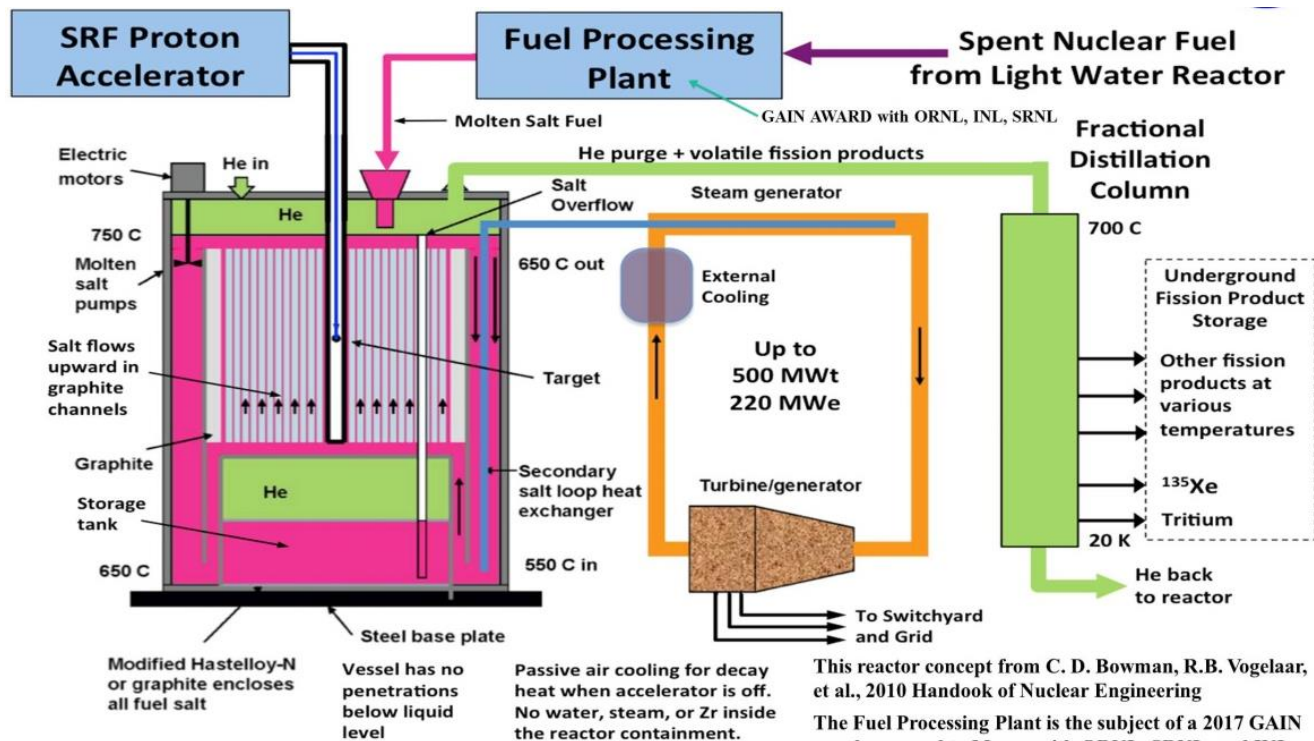 SRF Proton
Accelerator
Fuel Processing
Plant
Spent Nuclear Fuel
from Light Water Reactor
GAIN AWARD with ORNL, INL, SRNL
Molten Salt Fuel
Fractional
Distillation
Column
Electric
motors
He in
He purge + volatile fission products
Salt
Overflow
Steam generator
He
750 C
700 C
Molten
salt
pumps
650 C out
External
Cooling
Underground
Fission Product
Storage
Salt flows
upward in
graphite
channels
Target
Up to
500 MWt
220 MWe
Other fission
products at
various
temperatures
Graphite
He
Secondary
salt loop heat
exchanger
Turbine/generator
135Xe
Storage
tank
Tritium
20 K
650 C
550 C in
He back
to reactor
To Switchyard
and Grid
Steel base plate
Modified Hastelloy-N
or graphite encloses
all fuel salt
Vessel has no
penetrations
below liquid
level
Passive air cooling for decay
heat when accelerator is off.
No water, steam, or Zr inside
the reactor containment.
This reactor concept from C. D. Bowman, R.B. Vogelaar,
et al., 2010 Handook of Nuclear Engineering
The Fuel Processing Plant is the subject of a 2017 GAIN